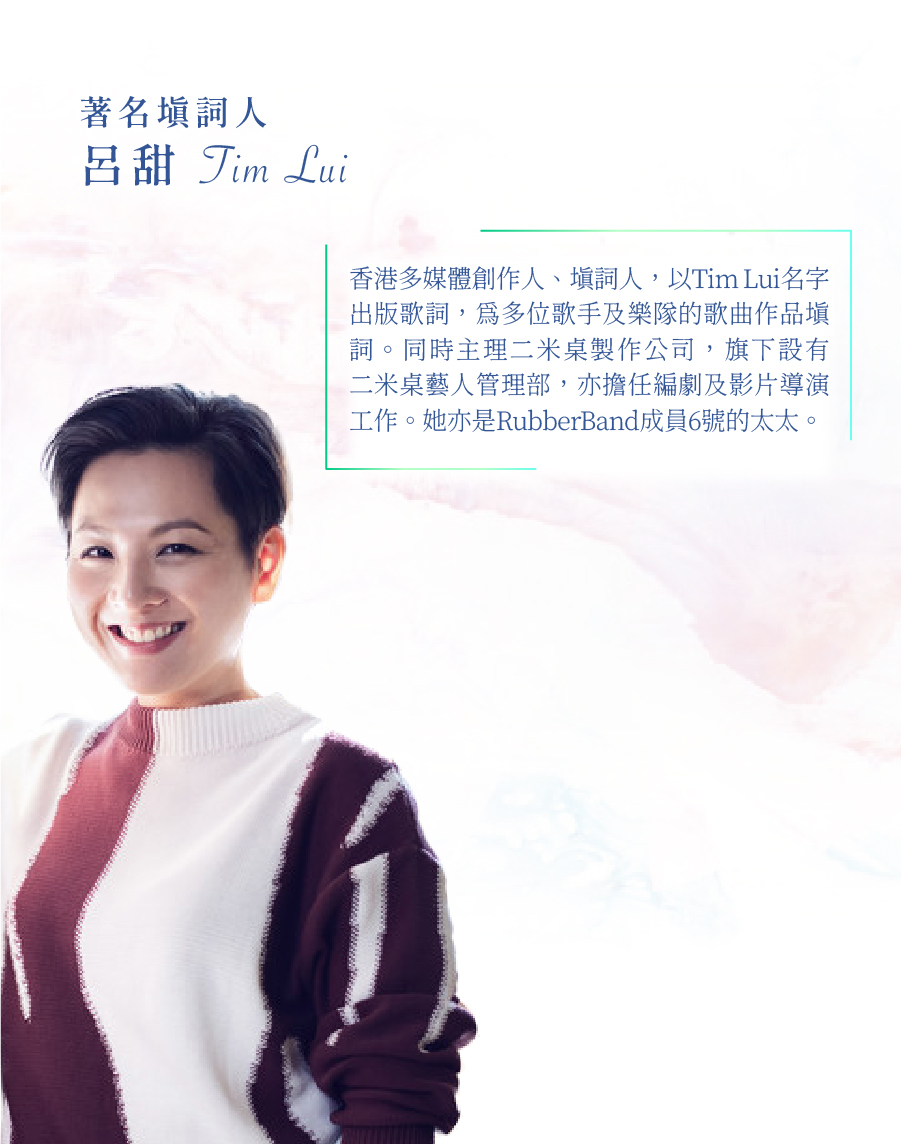 著名填詞人
呂甜 Tim Lui
香港多媒體創作人、填詞人，以Tim Lui名字
出版歌詞，為多位歌手及樂隊的歌曲作品填
詞。同時主理二米桌製作公司，旗下設有
二米桌藝人管理部，亦擔任編劇及影片導演
工作。她亦是RubberBand成員6號的太太。